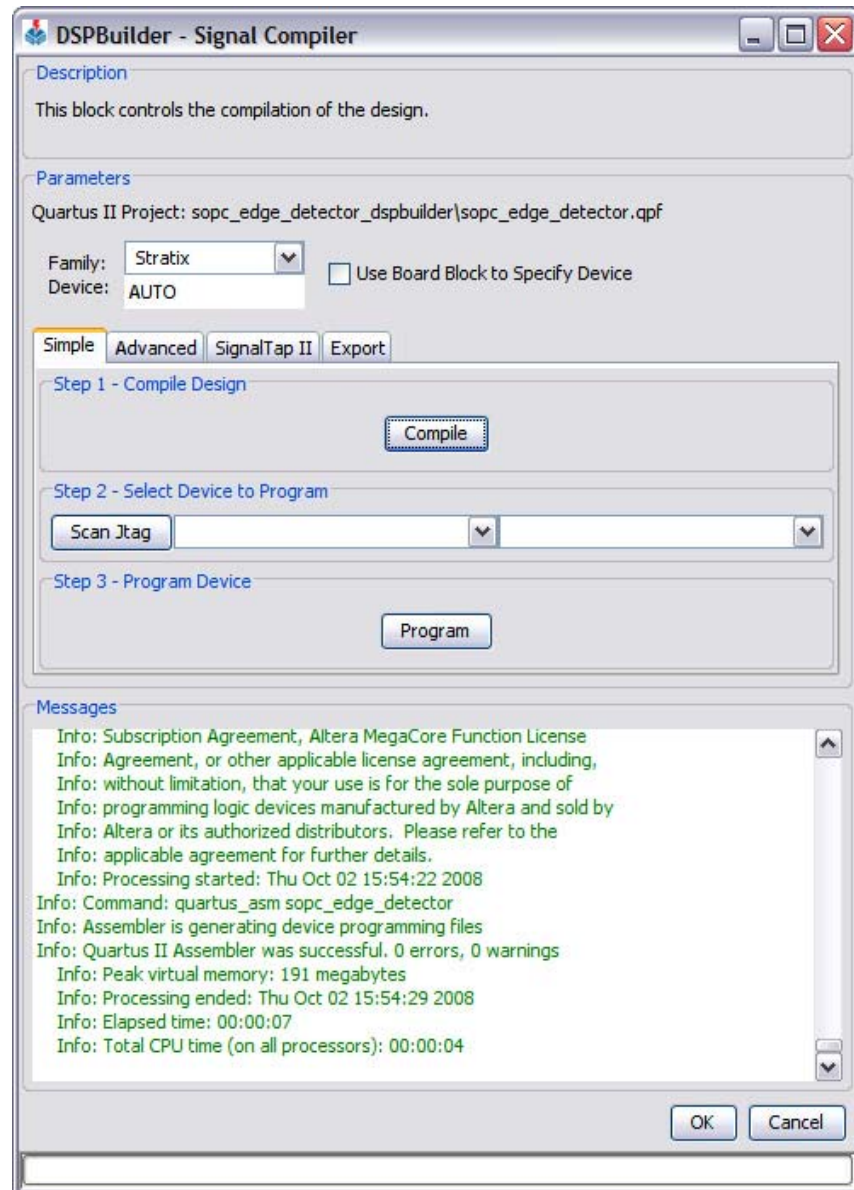 DSPBuilder - Signal Compiler
Description
This block controls the compilation of the design.
Parameters
Quartus II Project: sopc_edge_detector_dspbuilder\sopc_edge_detector.qpf
Family: Stratix
Use Board Block to Specify Device
Device: AUTO
Simple Advanced SignalTap II Export
Step 1 - Compile Design
Compile
Step 2 - Select Device to Program
Scan Jtag
Step 3 - Program Device
Program
Messages
Info: Subscription Agreement, Altera MegaCore Function License
Info: Agreement, or other applicable license agreement, including,
Info: without limitation, that your use is for the sole purpose of
Info: programming logic devices manufactured by Altera and sold by
Info: Altera or its authorized distributors.  Please refer to the
Info: applicable agreement for further details.
Info: Processing started: Thu Oct 02 15:54:22 2008
Info: Command: quartus_asm sopc_edge_detector
Info: Assembler is generating device programming files
Info: Quartus II Assembler was successful. 0 errors, 0 warnings
Info: Peak virtual memory: 191 megabytes
Info: Processing ended: Thu Oct 02 15:54:29 2008
Info: Elapsed time: 00:00:07
Info: Total CPU time (on all processors): 00:00:04
OK Cancel